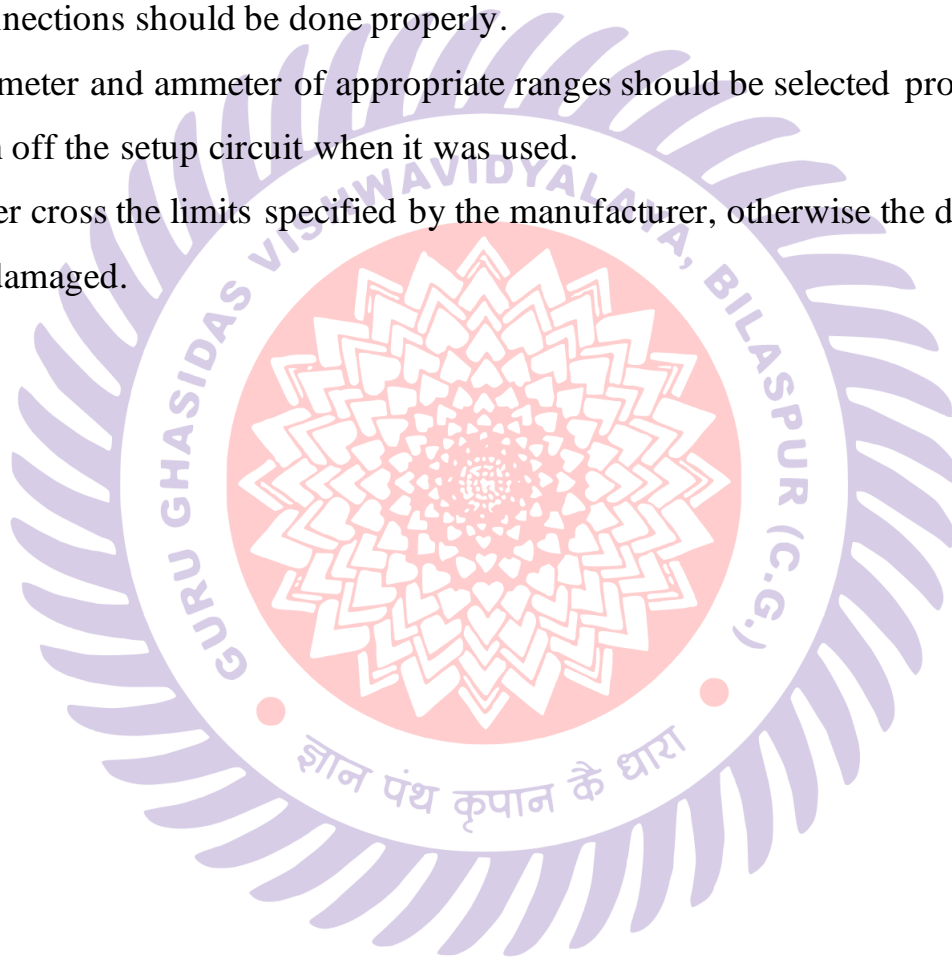 nections should be done properly.
meter and ammeter of appropriate ranges should be selected pro
off the setup circuit when it was used.
er cross the limits specified by the manufacturer, otherwise the d
damaged.
GURU GHASIDAS VISHWAVIDYALAYA, BILASPUR (C.G.)
ज्ञान पंथ कृपान कै धारा